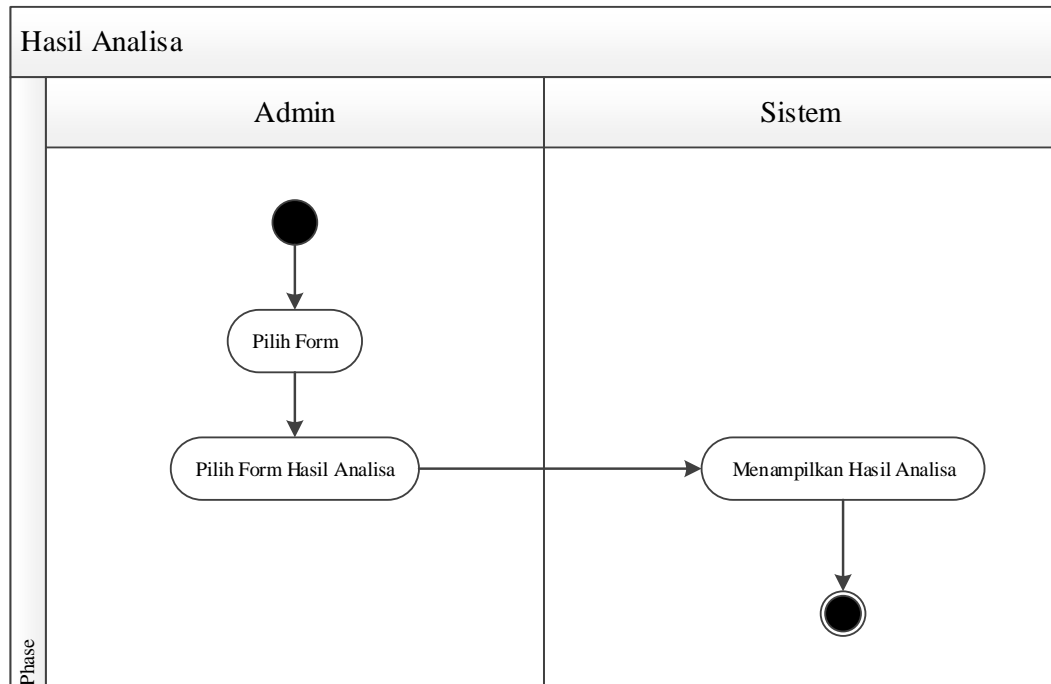 Hasil Analisa
Admin
Sistem
Pilih Form
Pilih Form Hasil Analisa
Menampilkan Hasil Analisa
Phase